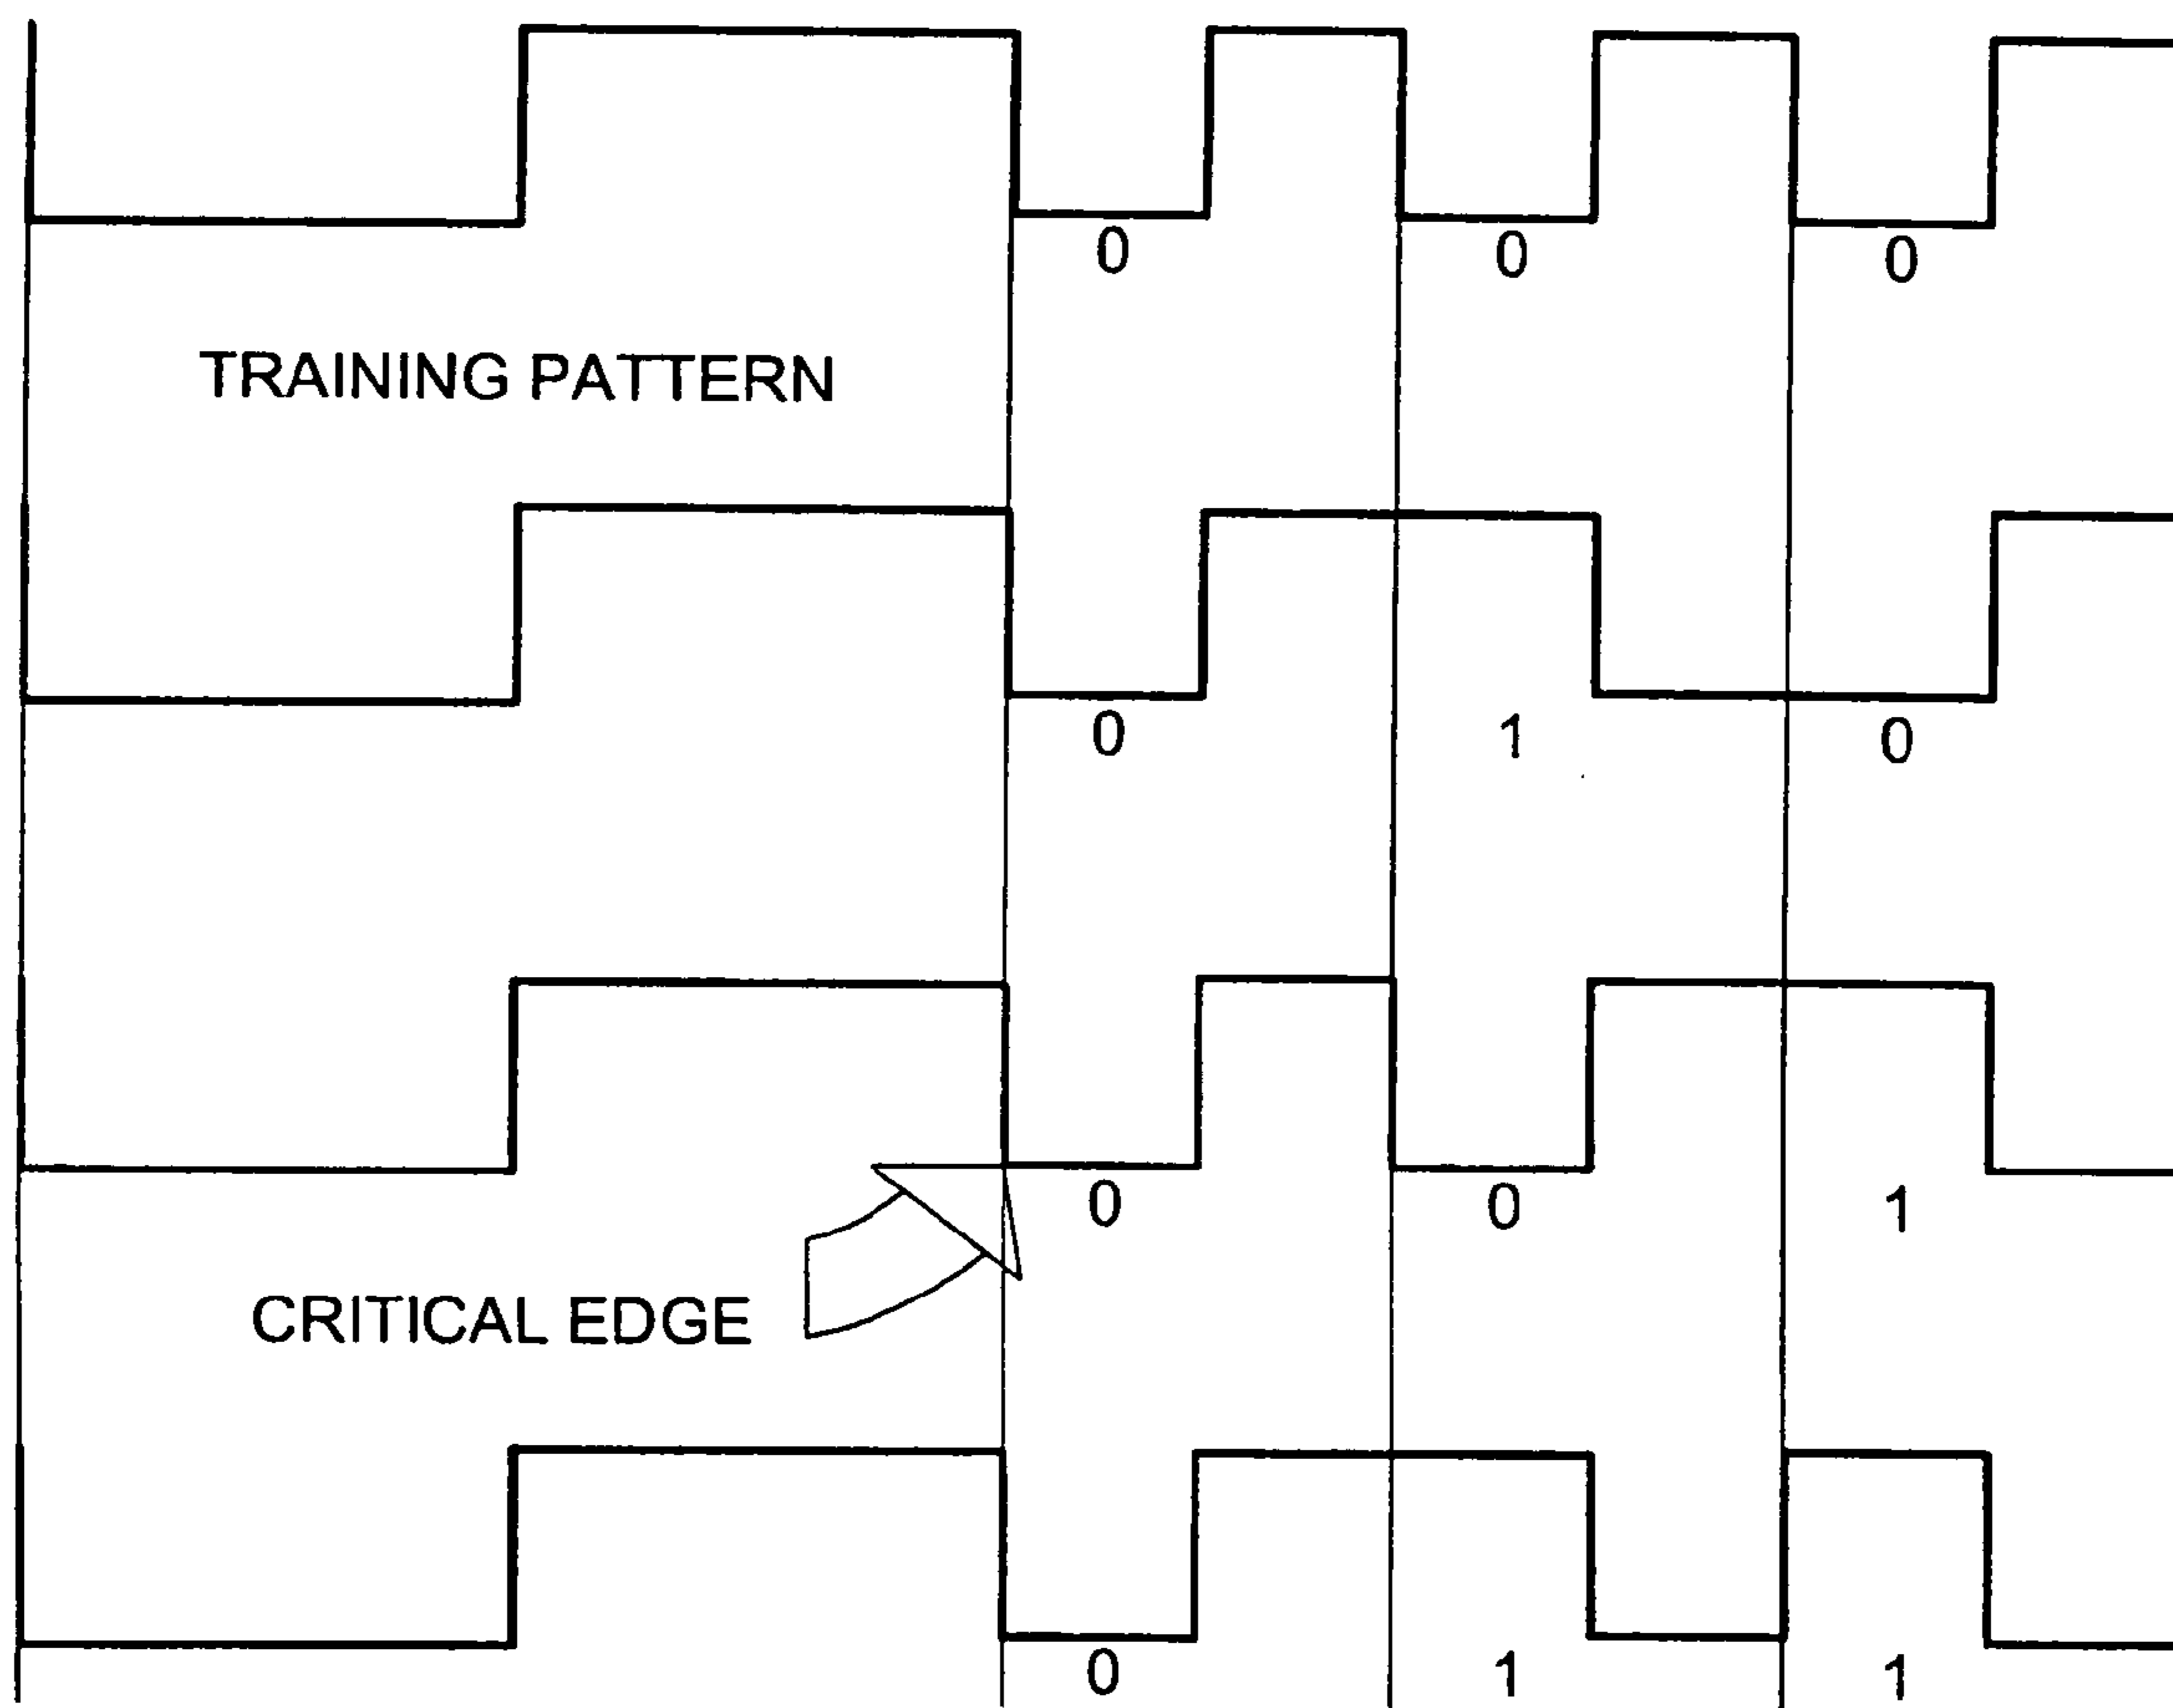 0 0 0
TRAINING PATTERN
0 1 0
0 0 1
CRITICAL EDGE
0 1 1